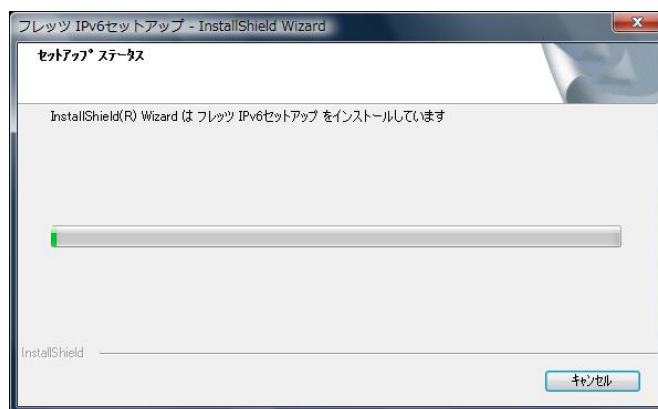 フレッツ IPv6セットアップ - InstallShield Wizard
セットアップ ステータス
InstallShield(R) Wizard は フレッツ IPv6セットアップ をインストールしています
InstallShield
キャンセル